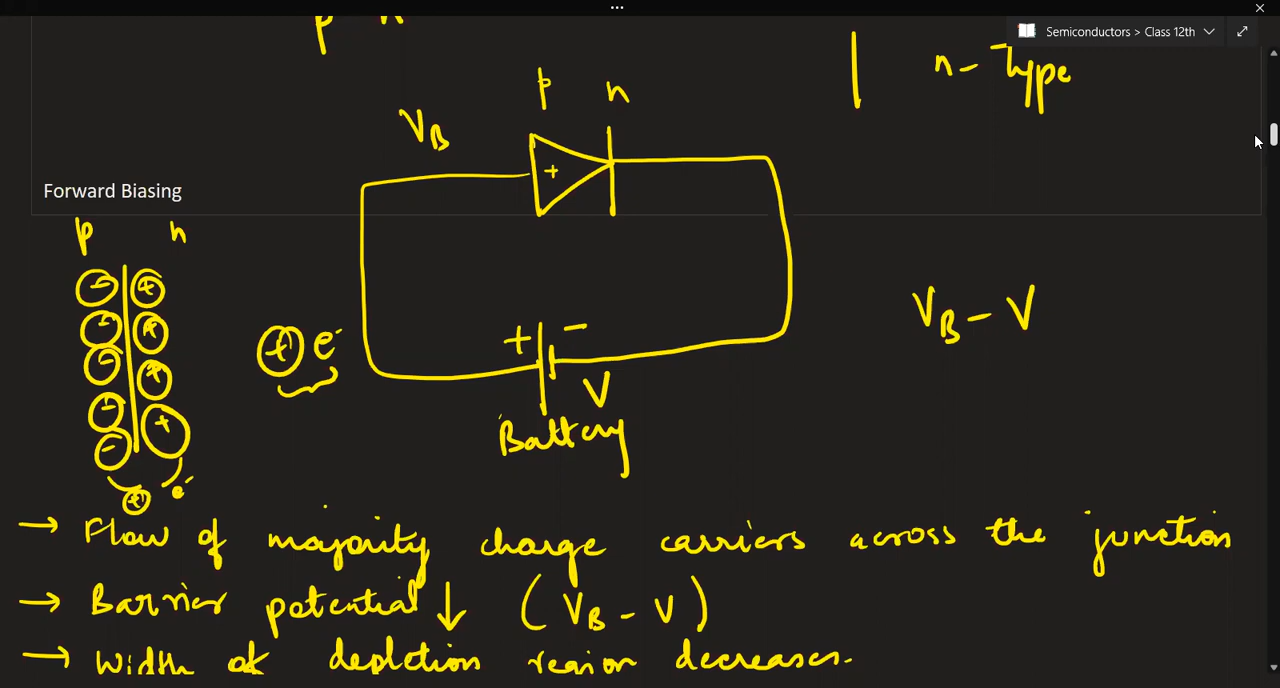 Semiconductors > Class 12th
p n
n - Type
p n
VB
+
Forward Biasing
p n
- +
- +
- +
- +
-
+ e-
+ e-
+ -
V
Battery
VB - V
→ Flow of majority charge carriers across the junction
→ Barrier potential ↓ (VB - V)
→ Width of depletion region decreases.